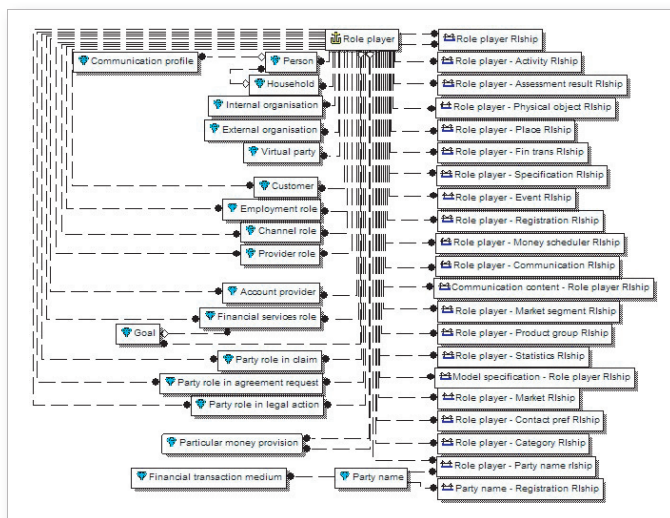 Role player
Communication profile
Person
Household
Internal organisation
External organisation
Virtual party
Customer
Employment role
Channel role
Provider role
Account provider
Financial services role
Goal
Party role in claim
Party role in agreement request
Party role in legal action
Particular money provision
Financial transaction medium
Party name
Role player Rlship
Role player - Activity Rlship
Role player - Assessment result Rlship
Role player - Physical object Rlship
Role player - Place Rlship
Role player - Fin trans Rlship
Role player - Specification Rlship
Role player - Event Rlship
Role player - Registration Rlship
Role player - Money scheduler Rlship
Role player - Communication Rlship
Communication content - Role player Rlship
Role player - Market segment Rlship
Role player - Product group Rlship
Role player - Statistics Rlship
Model specification - Role player Rlship
Role player - Market Rlship
Role player - Contact pref Rlship
Role player - Category Rlship
Role player - Party name rlship
Party name - Registration Rlship